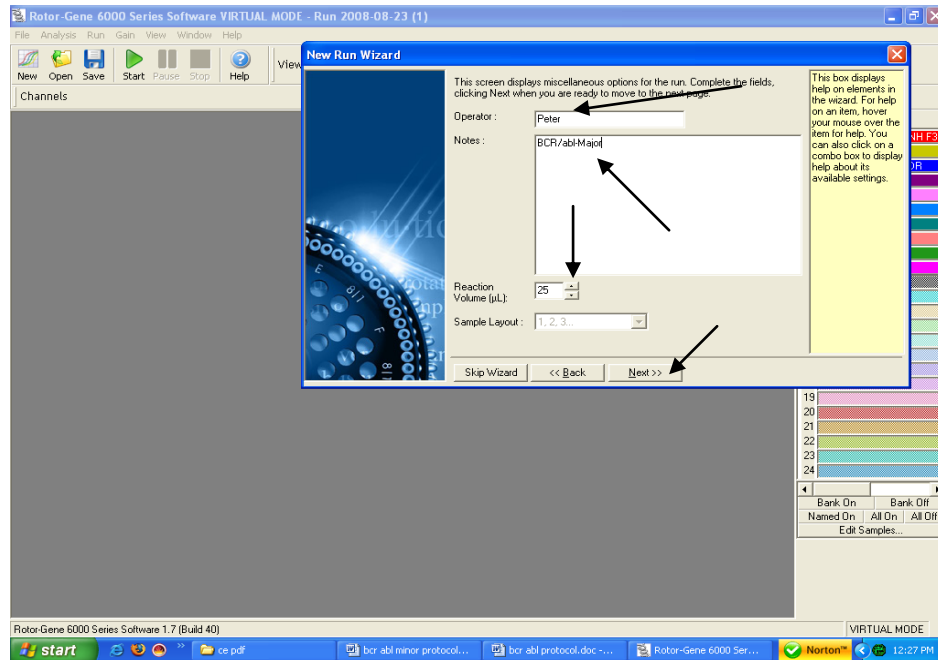 Rotor-Gene 6000 Series Software VIRTUAL MODE - Run 2008-08-23 (1)
File Analysis Run Gain View Window Help
New Open Save Start Pause Stop Help View
Channels
New Run Wizard
This screen displays miscellaneous options for the run. Complete the fields,
clicking Next when you are ready to move to the next page.
Operator :
Peter
Notes :
BCR/abl-Major
Reaction
Volume (µL):
25
Sample Layout :
1, 2, 3...
Skip Wizard
<< Back
Next >>
This box displays
help on elements in
the wizard. For help
on an item, hover
your mouse over the
item for help. You
can also click on a
combo box to display
help about its
available settings.
19
20
21
22
23
24
Bank On Bank Off
Named On All On All Off
Edit Samples...
Rotor-Gene 6000 Series Software 1.7 (Build 40)
VIRTUAL MODE
start
ce pdf
bcr abl minor protocol...
bcr abl protocol.doc -...
Rotor-Gene 6000 Ser...
Norton™
12:27 PM